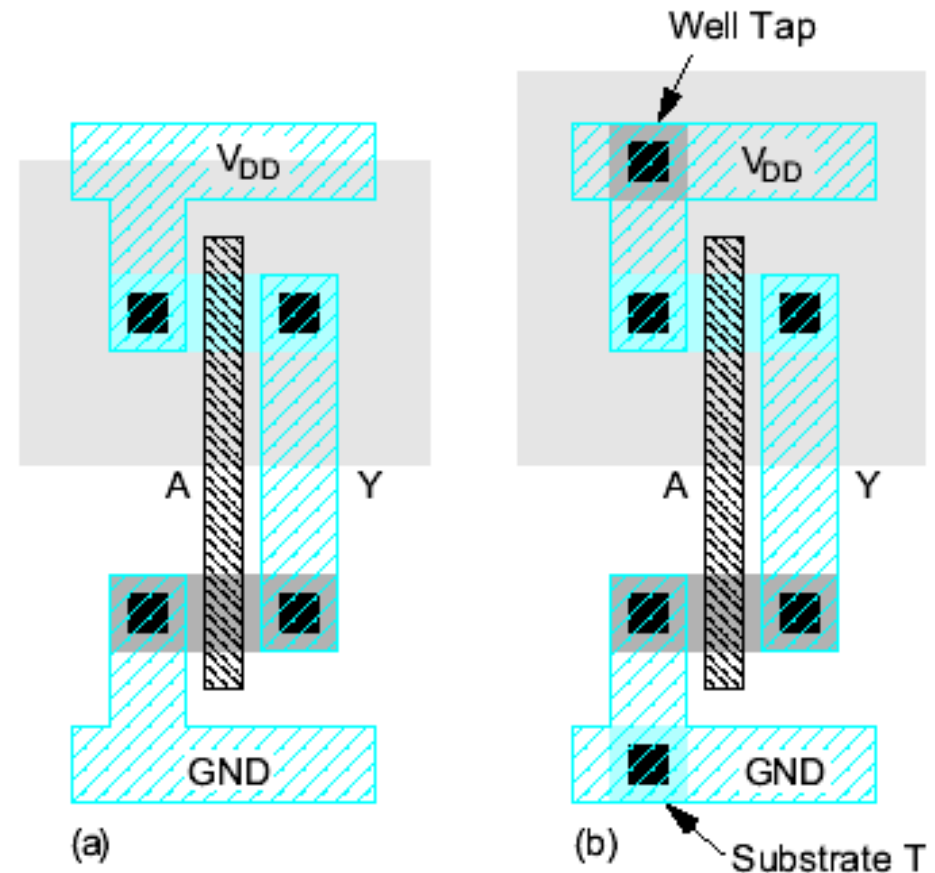 Well Tap
VDD
VDD
A
Y
A
Y
GND
GND
(a)
(b)
Substrate T